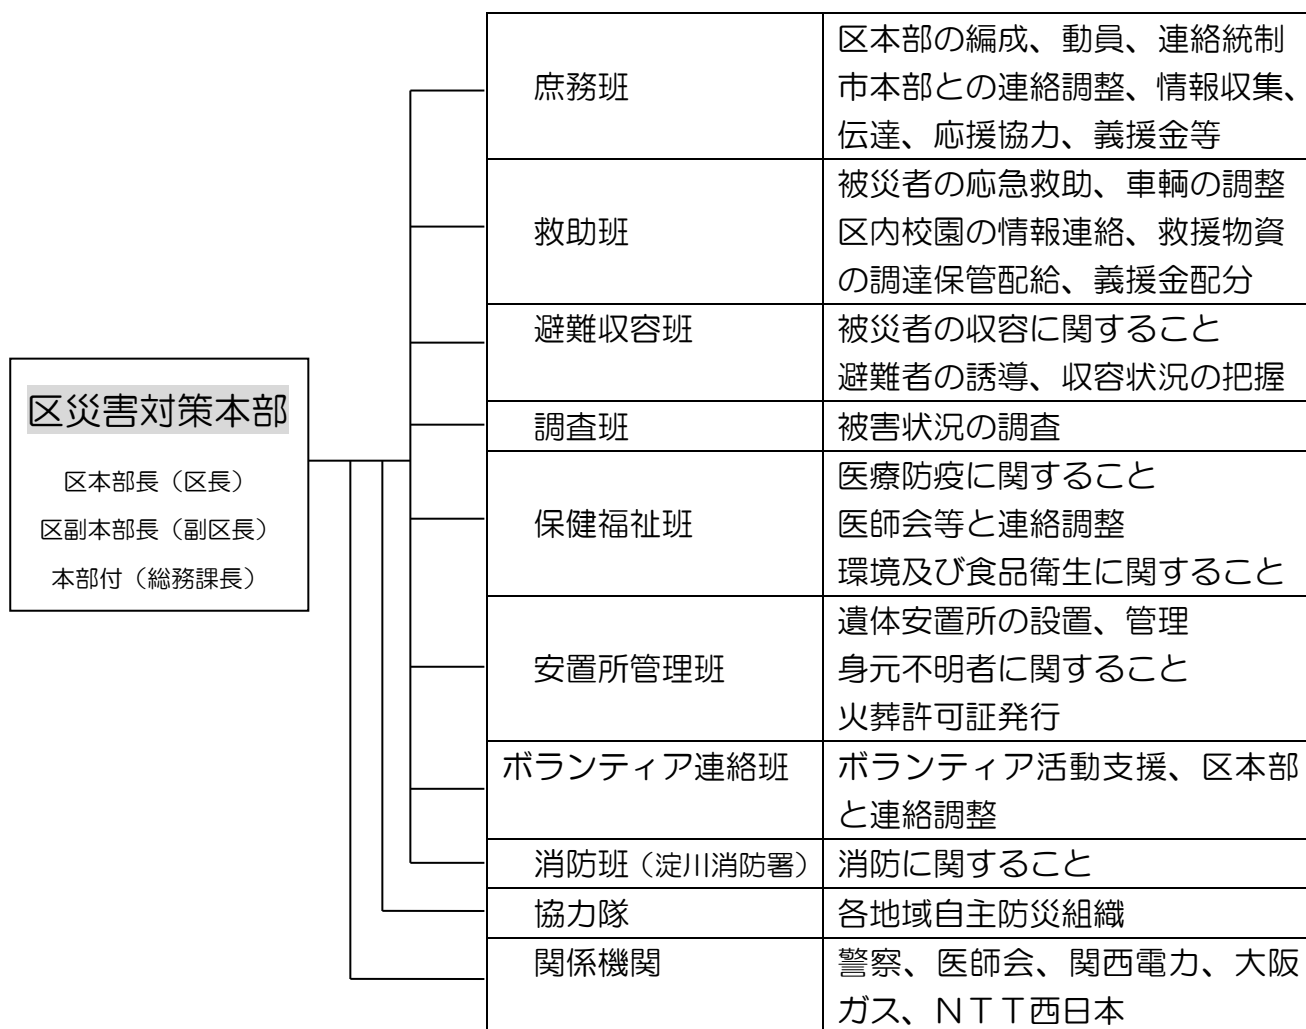 区災害対策本部
区本部長（区長）
区副本部長（副区長）
本部付（総務課長）
庶務班
区本部の編成、動員、連絡統制
市本部との連絡調整、情報収集、
伝達、応援協力、義援金等
救助班
被災者の応急救助、車輌の調整
区内校園の情報連絡、救援物資
の調達保管配給、義援金配分
避難収容班
被災者の収容に関すること
避難者の誘導、収容状況の把握
調査班
被害状況の調査
保健福祉班
医療防疫に関すること
医師会等と連絡調整
環境及び食品衛生に関すること
安置所管理班
遺体安置所の設置、管理
身元不明者に関すること
火葬許可証発行
ボランティア連絡班
ボランティア活動支援、区本部
と連絡調整
消防班（淀川消防署）
消防に関すること
協力隊
各地域自主防災組織
関係機関
警察、医師会、関西電力、大阪
ガス、ＮＴＴ西日本